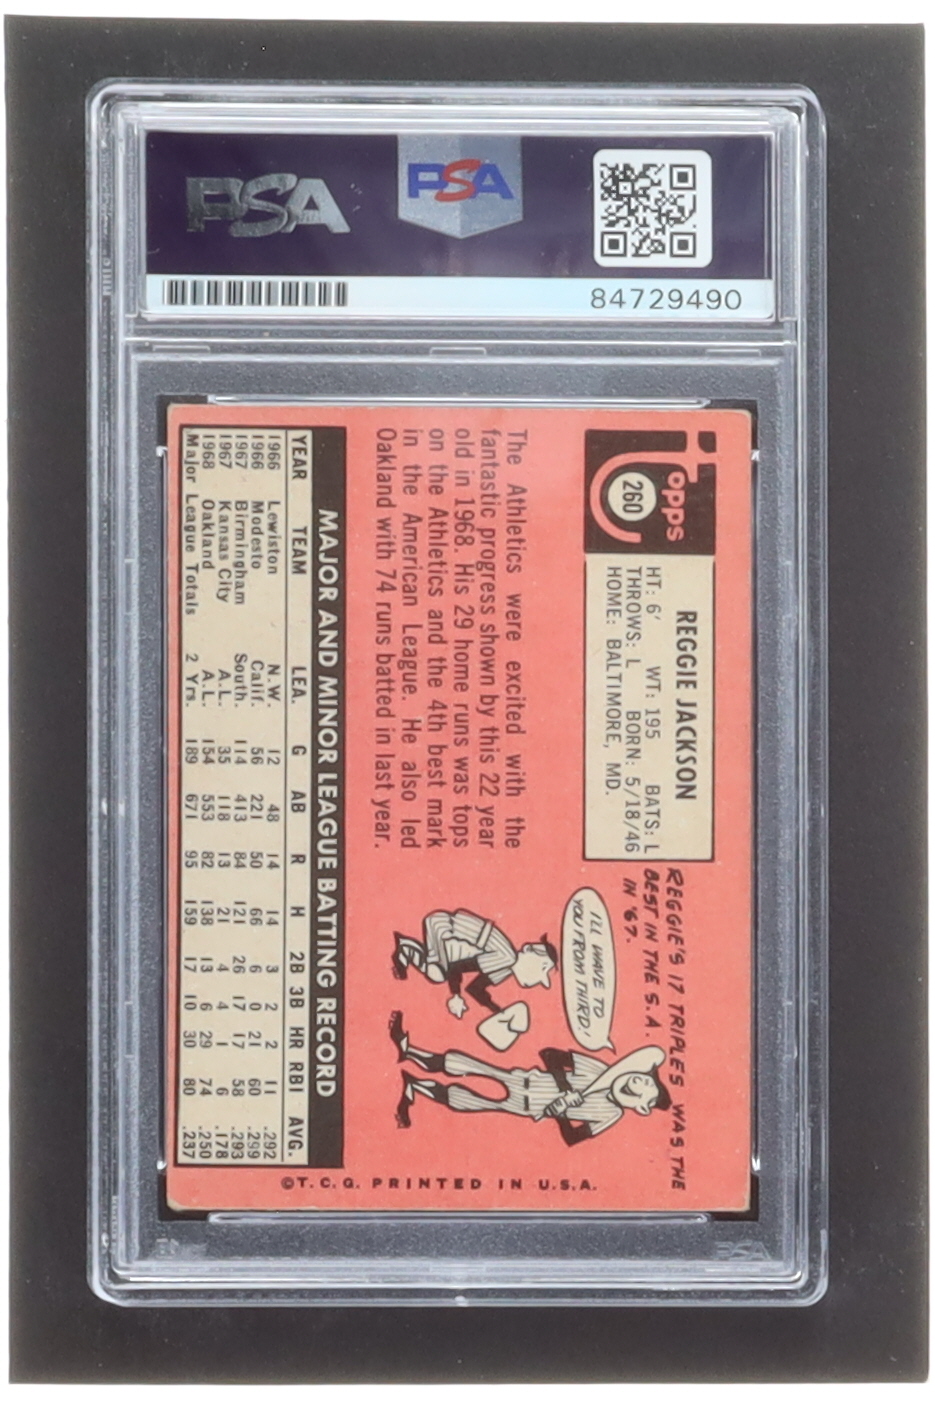 PSA
PSA
84729490
Topps
260
REGGIE JACKSON
HT: 6' WT: 195 BATS: L
THROWS: L BORN: 5/18/46
HOME: BALTIMORE, MD.
REGGIE'S 17 TRIPLES WAS THE
BEST IN THE S.A.
IN '67.
I'LL WAVE TO
YOU FROM THIRD!
The Athletics were excited with the
fantastic progress shown by this 22 year
old in 1968. His 29 home runs was tops
on the Athletics and the 4th best mark
in the American League. He also led
Oakland with 74 runs batted in last year.
MAJOR AND MINOR LEAGUE BATTING RECORD
YEAR TEAM LEA. G AB R H 2B 3B HR RBI AVG.
1966 Lewiston N.W. 12 48 14 14 3 2 2 11 .292
1966 Modesto Calif. 56 221 50 66 6 0 21 60 .299
1967 Birmingham South. 114 413 84 121 26 17 17 58 .293
1967 Kansas City A.L. 35 118 13 21 4 4 1 6 .178
1968 Oakland A.L. 154 553 82 138 13 6 29 74 .250
Major League Totals 2 Yrs. 189 671 95 159 17 10 30 80 .237
©T.C.G. PRINTED IN U.S.A.
PSA